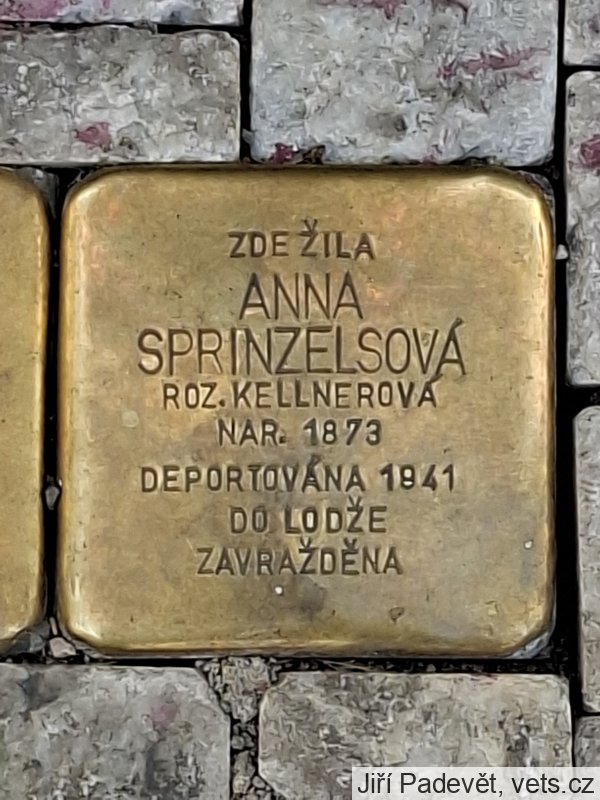 ZDE ŽILA
ANNA
SPRINZELSOVÁ
ROZ. KELLNEROVÁ
NAR. 1873
DEPORTOVÁNA 1941
DO LODŽE
ZAVRAŽDĚNA
Jiří Padevět, vets.cz